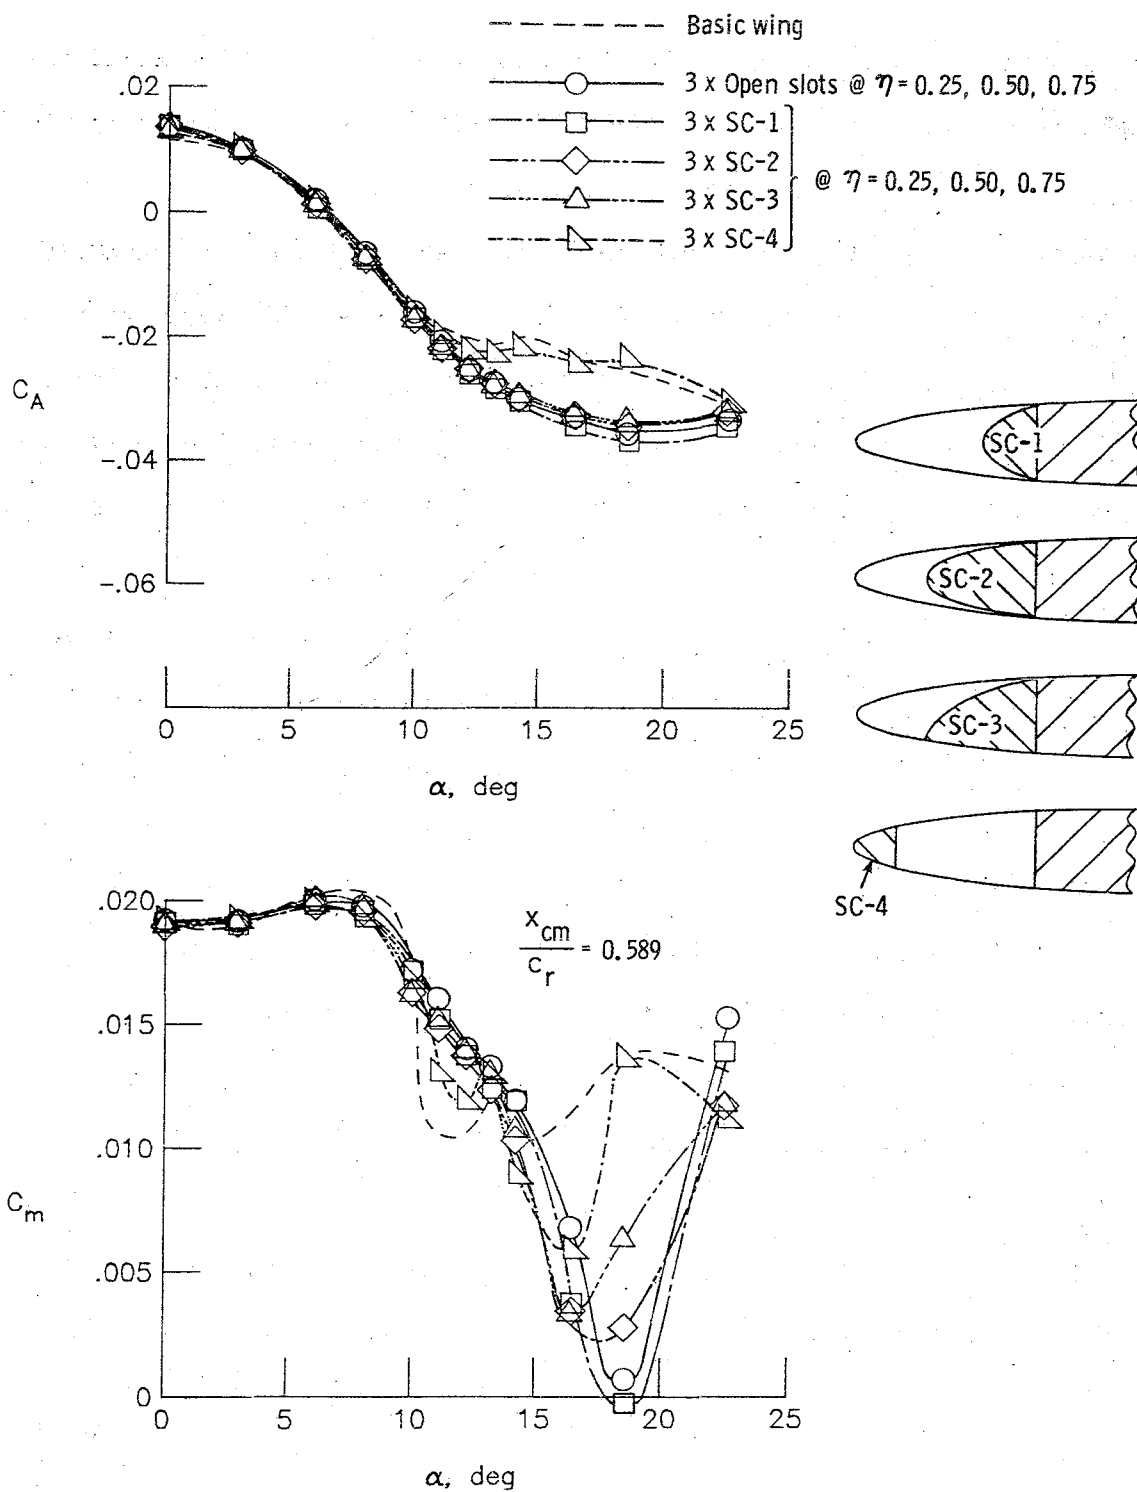 Basic wing
3 x Open slots @ η = 0.25, 0.50, 0.75
3 x SC-1
3 x SC-2
3 x SC-3
3 x SC-4
@ η = 0.25, 0.50, 0.75
.02
0
-.02
-.04
-.06
C_A
0 5 10 15 20 25
α, deg
SC-1
SC-2
SC-3
SC-4
.020
.015
.010
.005
0
C_m
x_cm
c_r
= 0.589
0 5 10 15 20 25
α, deg